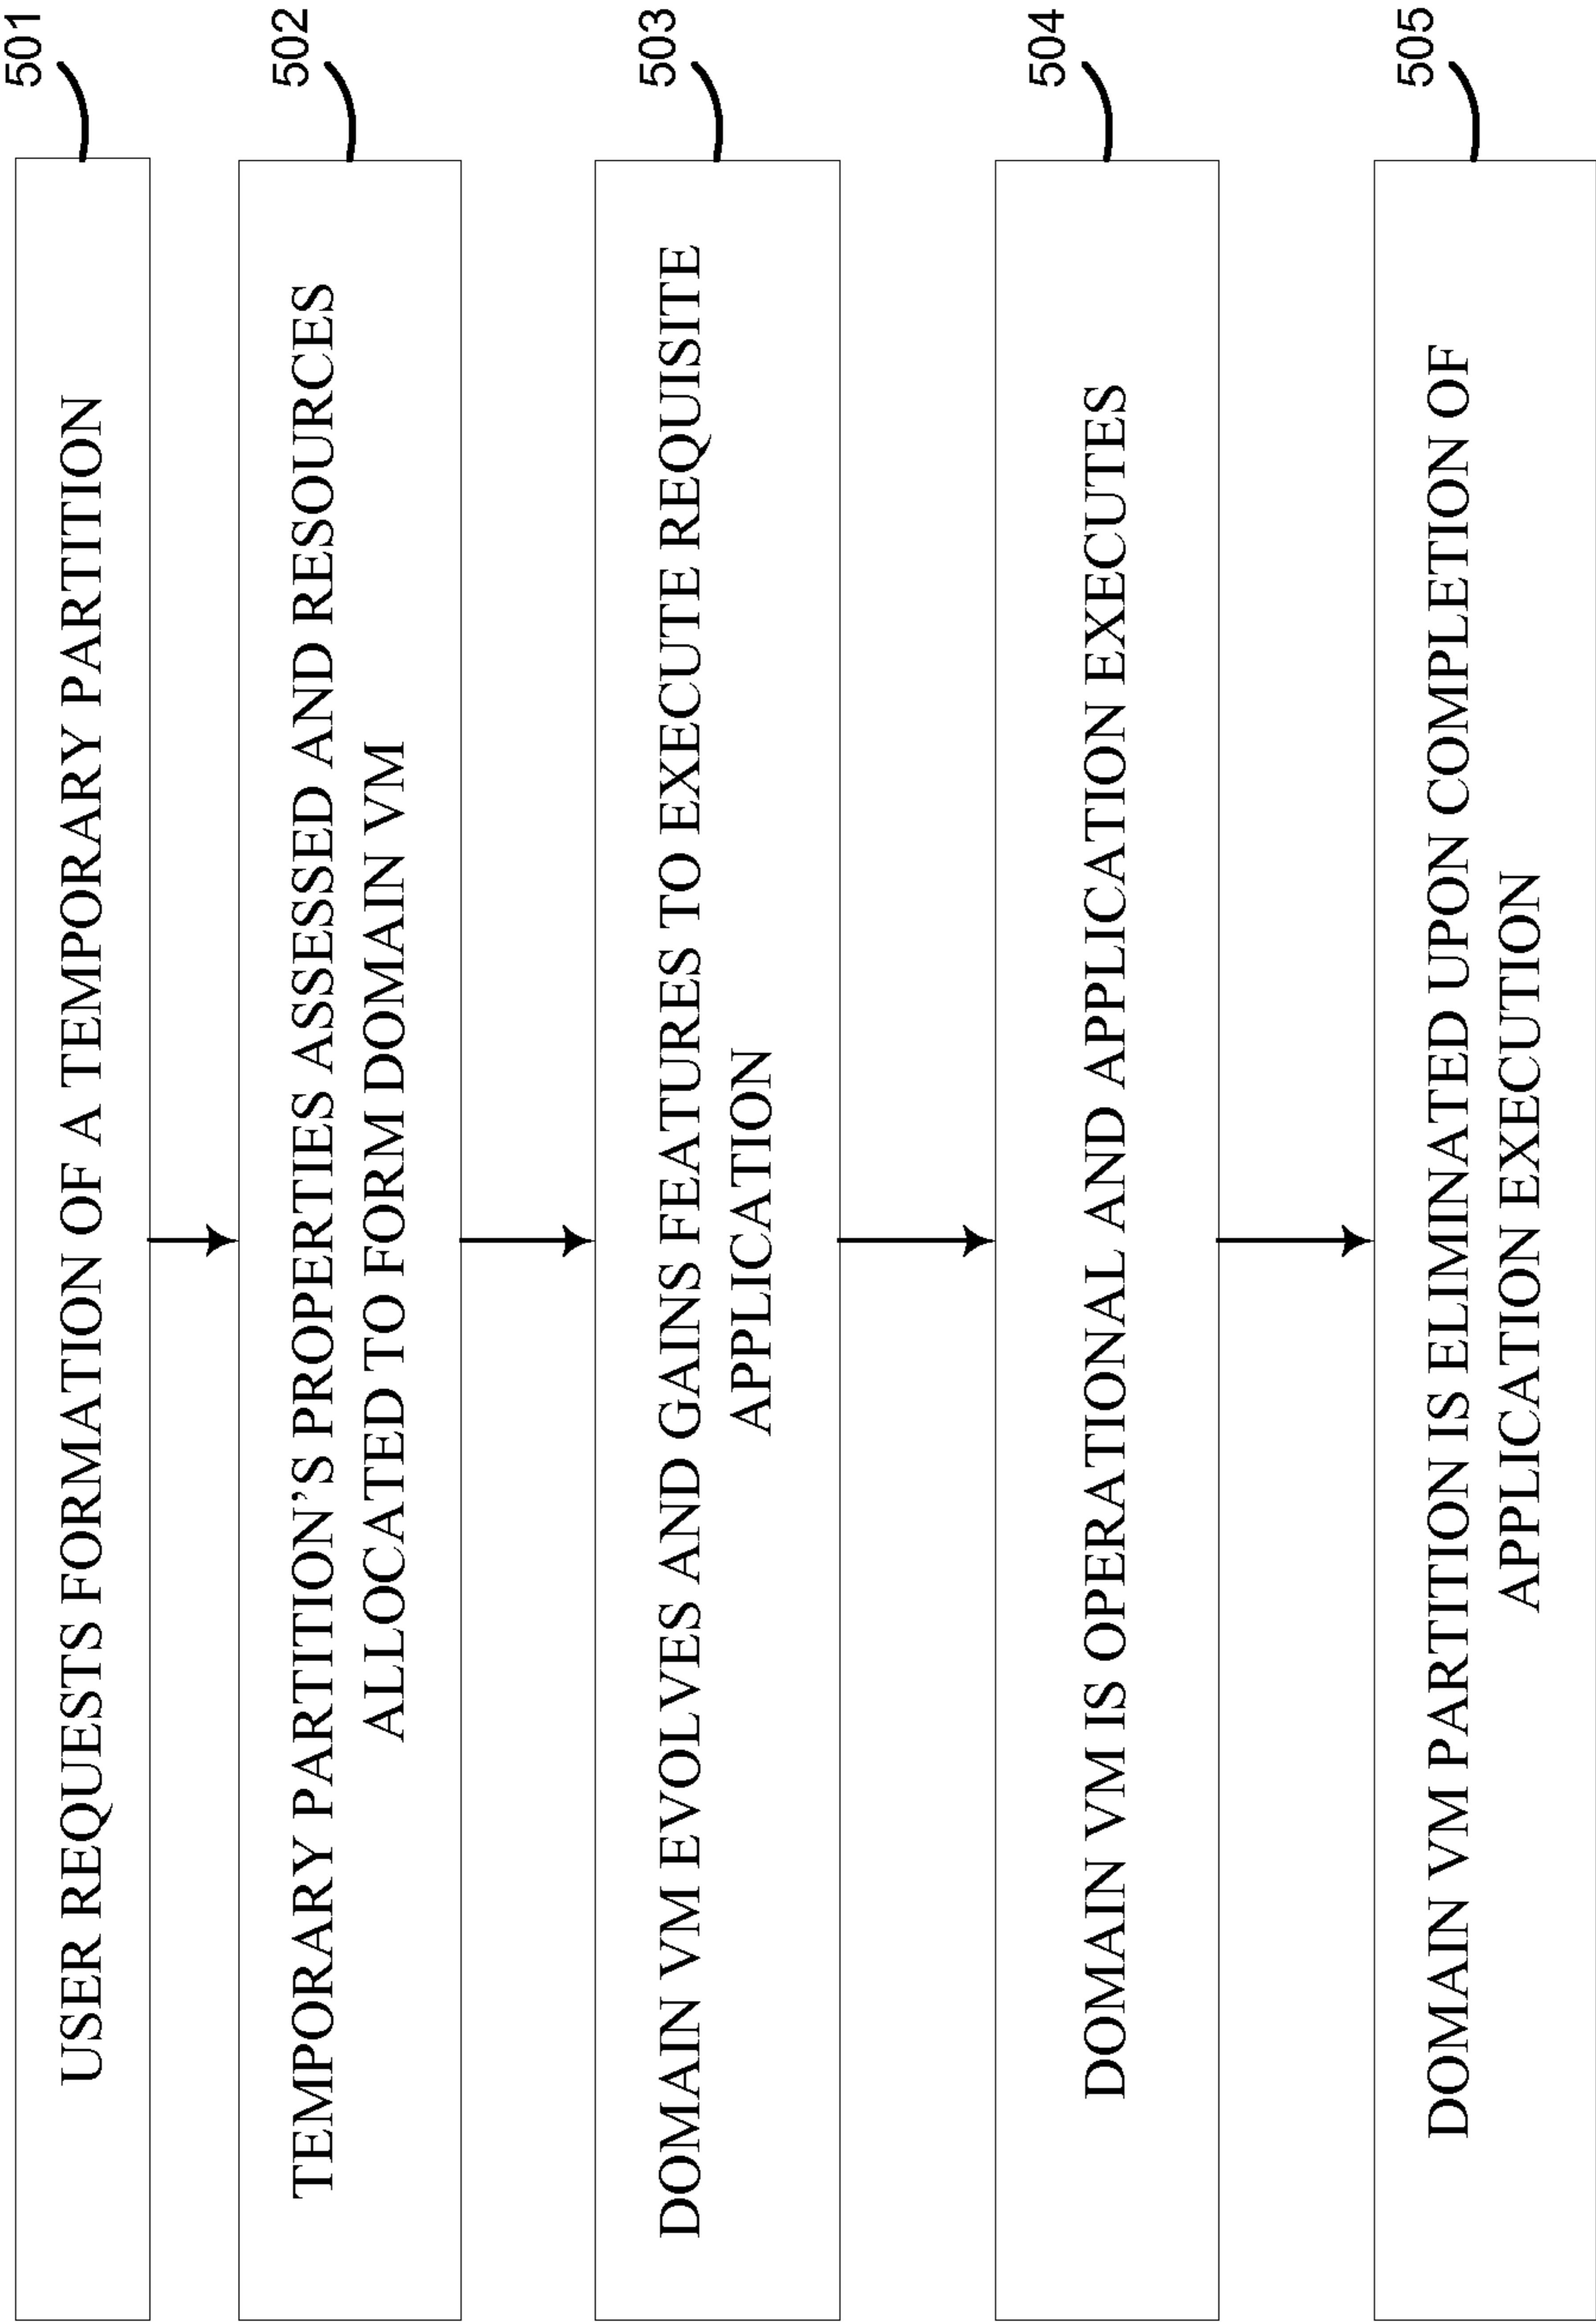 USER REQUESTS FORMATION OF A TEMPORARY PARTITION
501
TEMPORARY PARTITION’S PROPERTIES ASSESSED AND RESOURCES
ALLOCATED TO FORM DOMAIN VM
502
DOMAIN VM EVOLVES AND GAINS FEATURES TO EXECUTE REQUISITE
APPLICATION
503
DOMAIN VM IS OPERATIONAL AND APPLICATION EXECUTES
504
DOMAIN VM PARTITION IS ELIMINATED UPON COMPLETION OF
APPLICATION EXECUTION
505